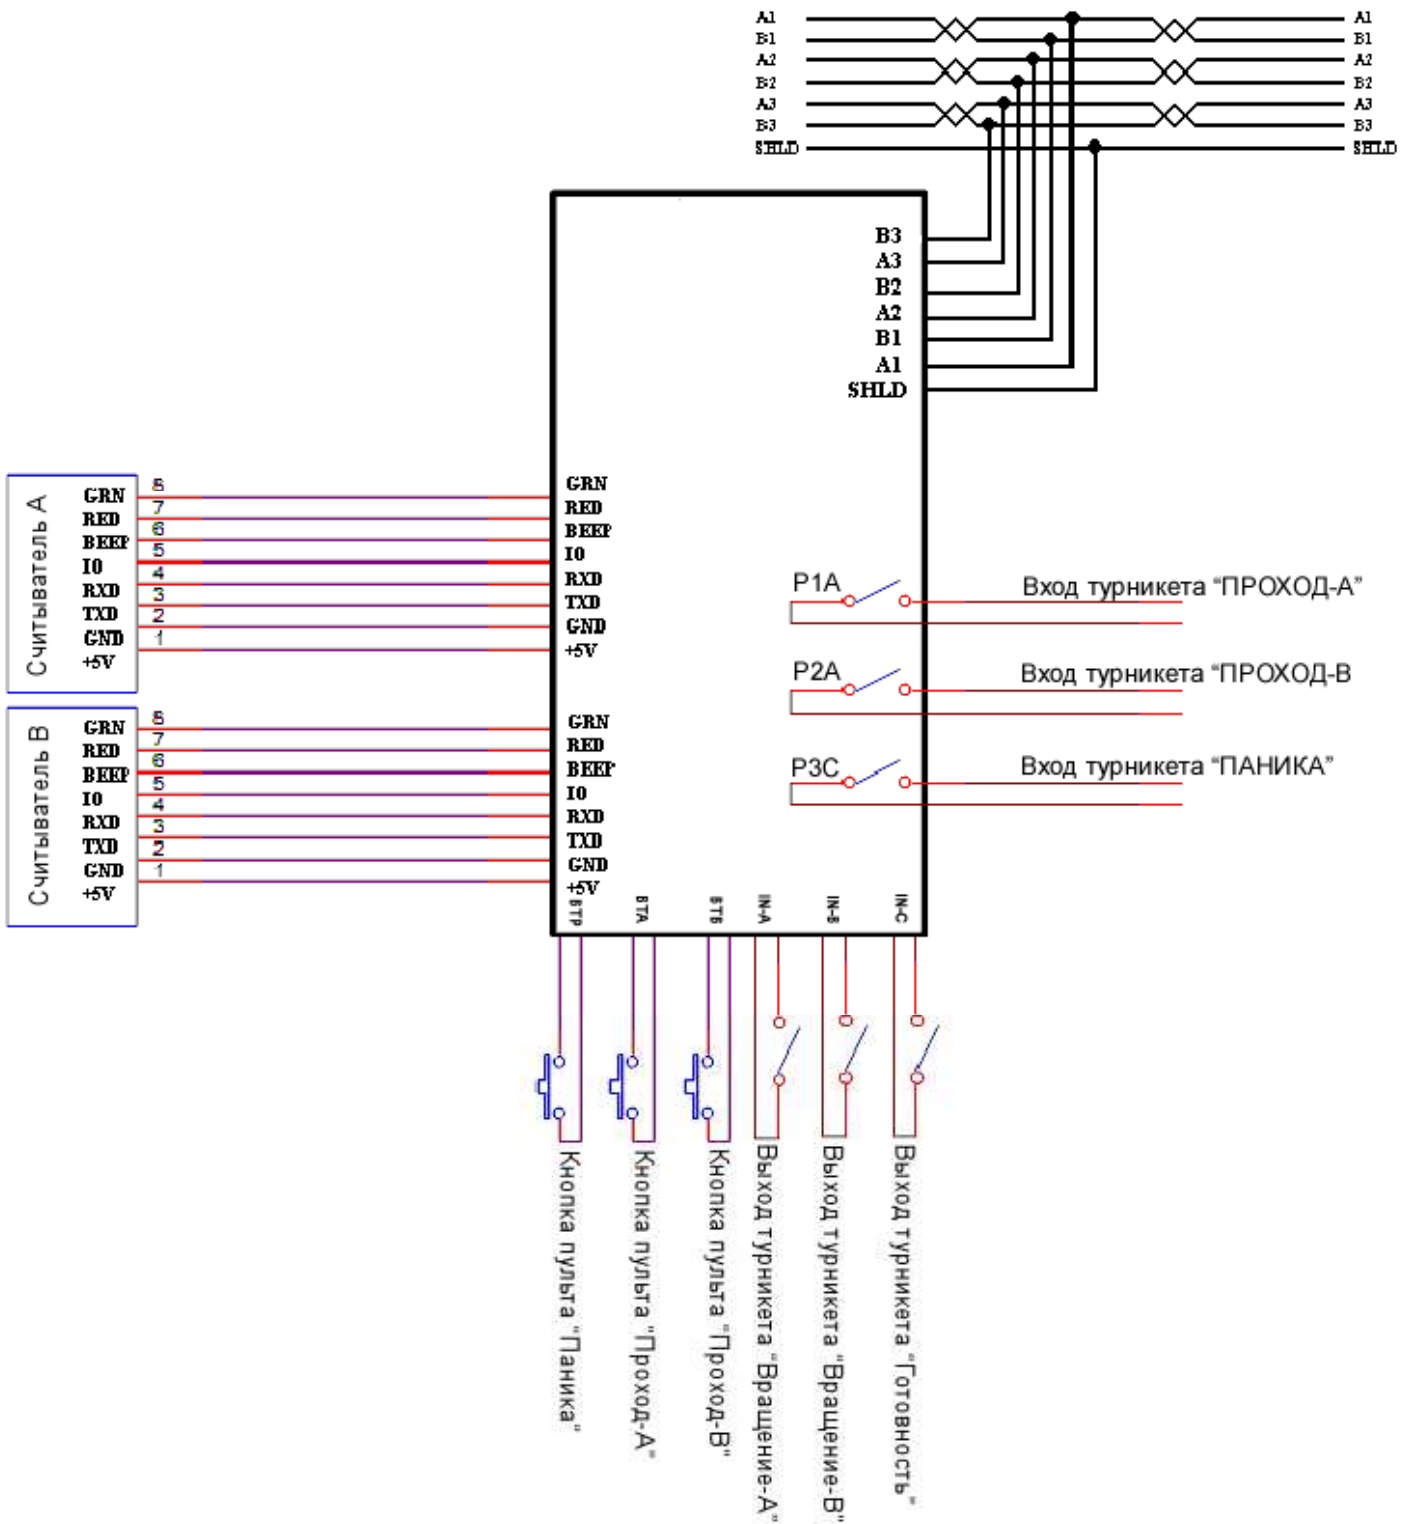 A1 A1
B1 B1
A2 A2
B2 B2
A3 A3
B3 B3
SHLD SHLD
B3
A3
B2
A2
B1
A1
SHLD
Считыватель А
GRN 8 GRN
RED 7 RED
BEEP 6 BEEP
IO 5 IO
RXD 4 RXD
TXD 3 TXD
GND 2 GND
+5V 1 +5V
P1A Вход турникета “ПРОХОД-А”
P2A Вход турникета “ПРОХОД-В
P3C Вход турникета “ПАНИКА”
Считыватель В
GRN 8 GRN
RED 7 RED
BEEP 6 BEEP
IO 5 IO
RXD 4 RXD
TXD 3 TXD
GND 2 GND
+5V 1 +5V
БТР
БТА
БТБ
IN-A
IN-B
IN-C
Кнопка пульта “Паника”
Кнопка пульта “Проход-А”
Кнопка пульта “Проход-В”
Выход турникета “Вращение-А”
Выход турникета “Вращение-В”
Выход турникета “Готовность”